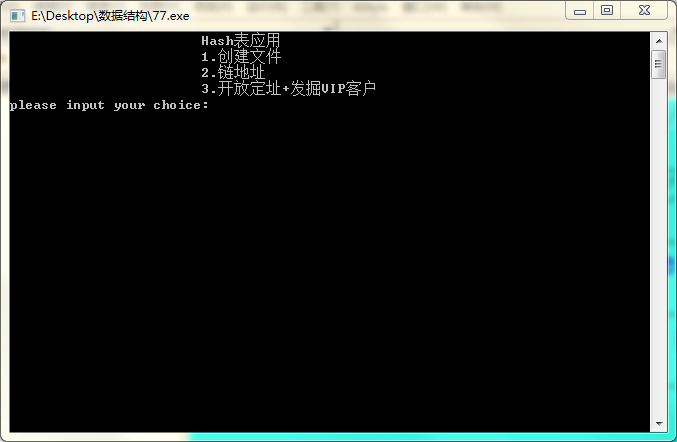 E:\Desktop\数据结构\77.exe
Hash表应用
1.创建文件
2.链地址
3.开放定址+发掘VIP客户
please input your choice: